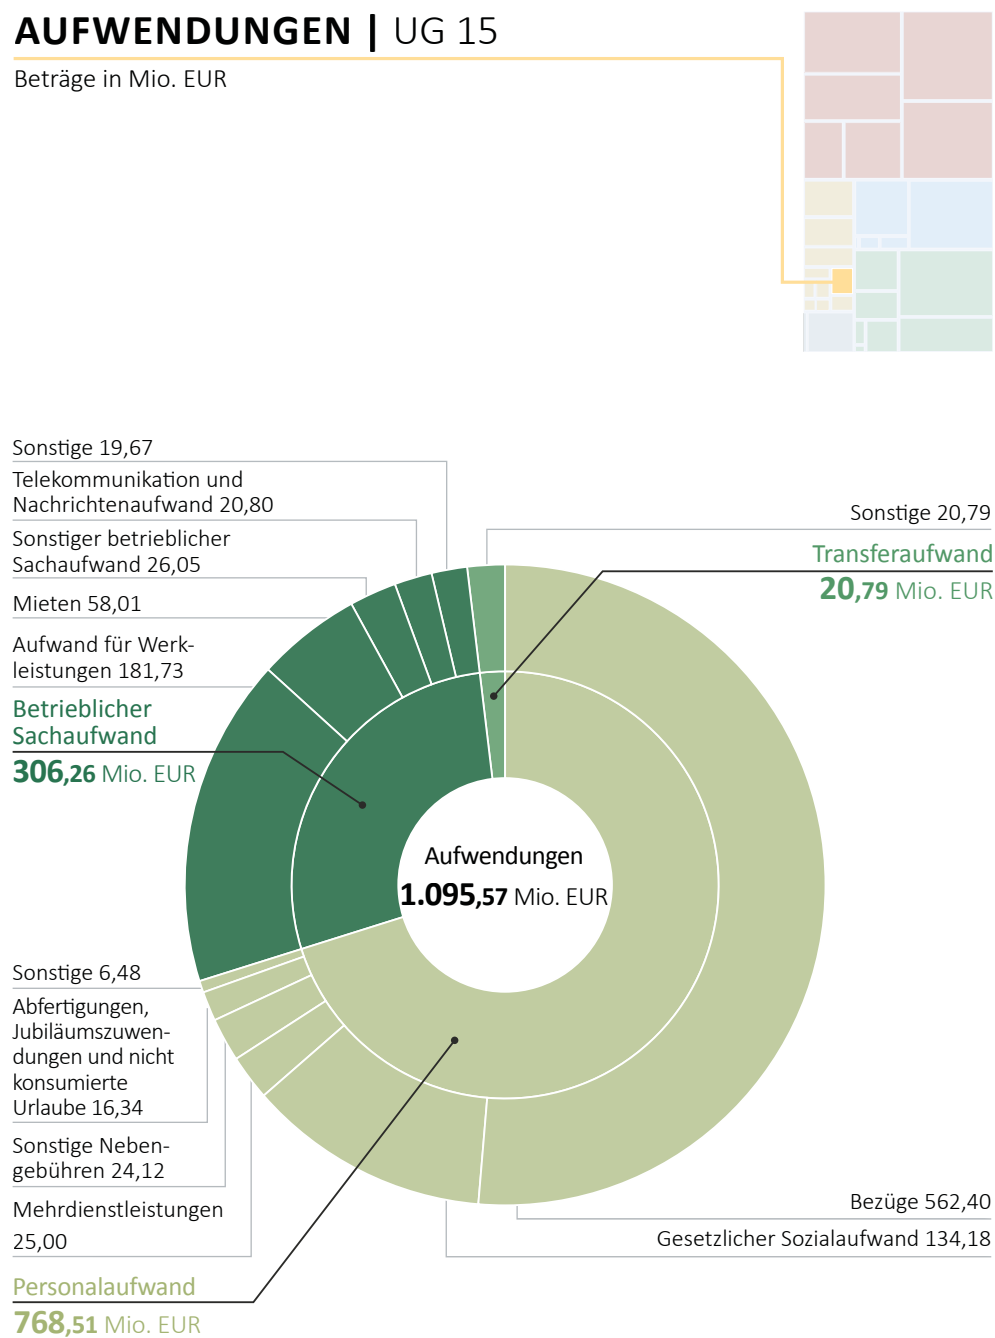 AUFWENDUNGEN | UG 15
Beträge in Mio. EUR
Sonstige 19,67
Telekommunikation und
Nachrichtenaufwand 20,80
Sonstiger betrieblicher
Sachaufwand 26,05
Mieten 58,01
Aufwand für Werk-
leistungen 181,73
Betrieblicher
Sachaufwand
306,26 Mio. EUR
Sonstige 20,79
Transferaufwand
20,79 Mio. EUR
Aufwendungen
1.095,57 Mio. EUR
Sonstige 6,48
Abfertigungen,
Jubiläumszuwen-
dungen und nicht
konsumierte
Urlaube 16,34
Sonstige Neben-
gebühren 24,12
Mehrdienstleistungen
25,00
Personalaufwand
768,51 Mio. EUR
Bezüge 562,40
Gesetzlicher Sozialaufwand 134,18